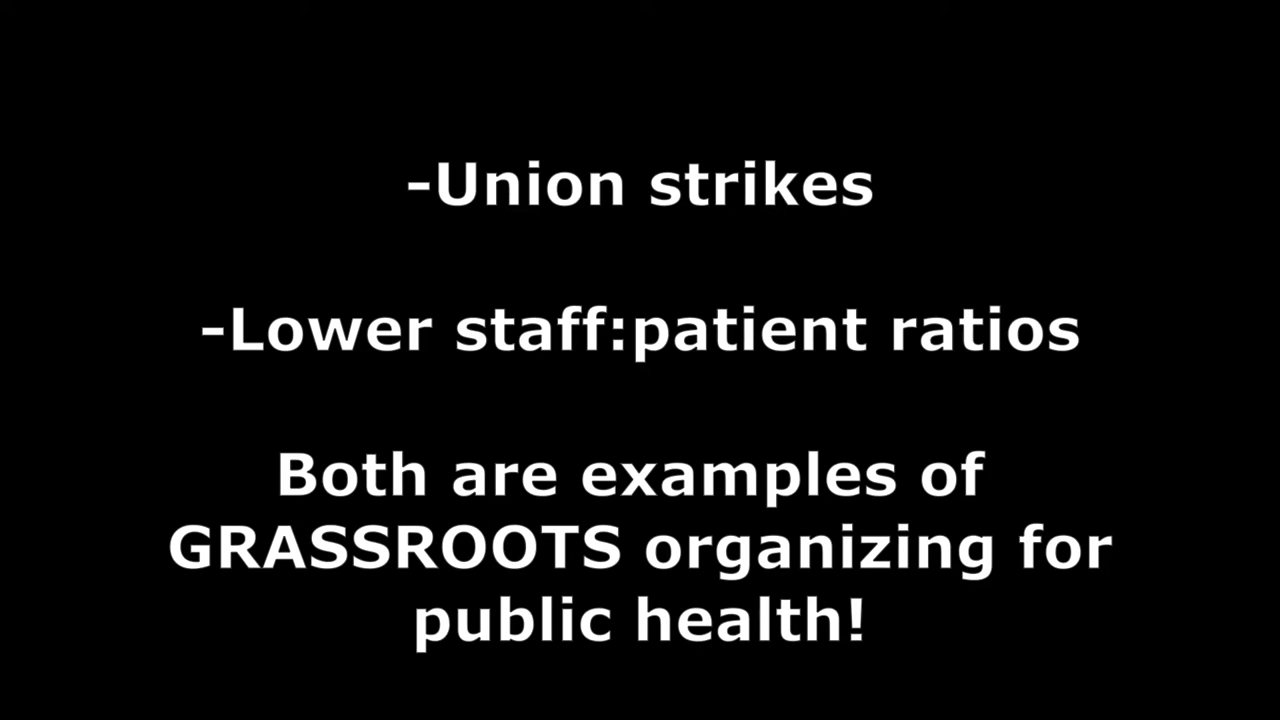 -Union strikes
-Lower staff:patient ratios
Both are examples of
GRASSROOTS organizing for
public health!